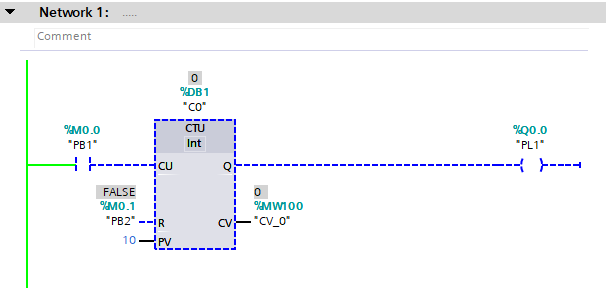 Network 1: .....
Comment
0
%DB1
"C0"
%M0.0
"PB1"
CTU
Int
%Q0.0
"PL1"
CU
Q
FALSE
%M0.1
"PB2"
R
0
%MW100
CV
"CV_0"
10
PV